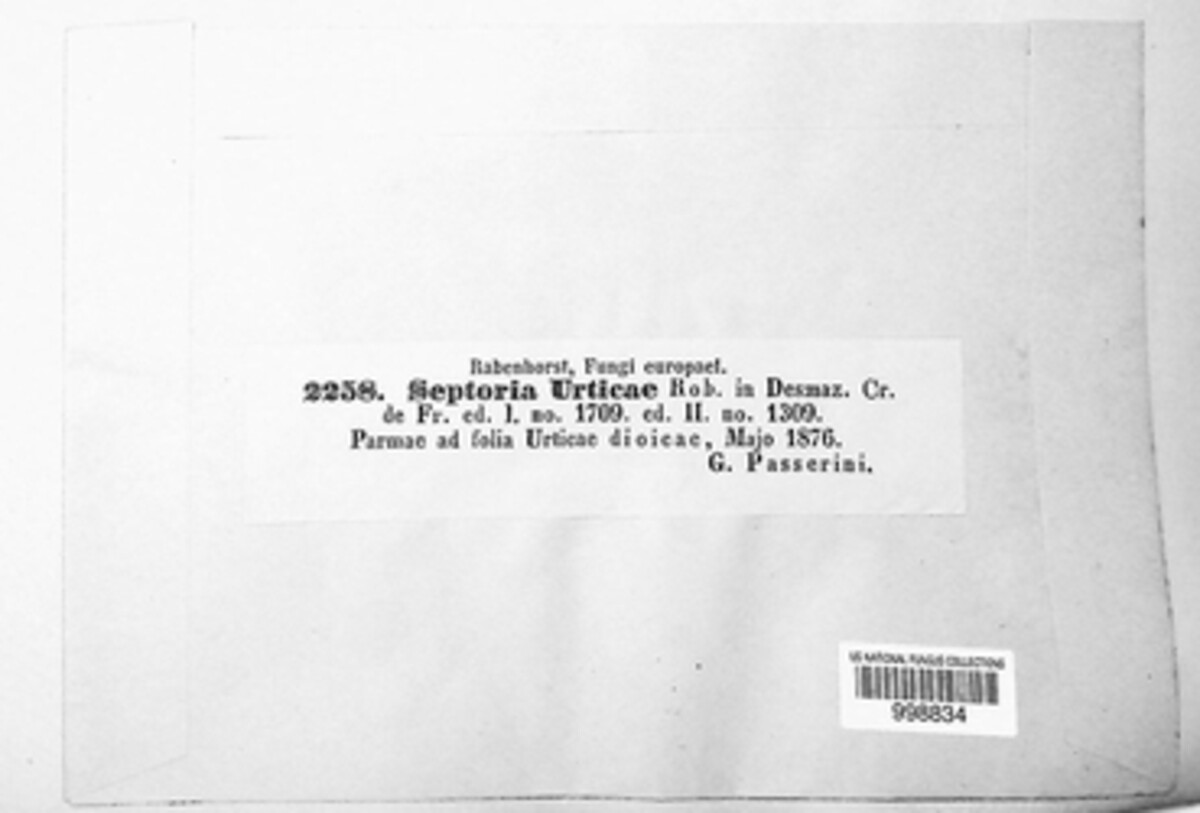 Rabenhorst, Fungi europaei.
2258. Septoria Urticae Rob. in Desmaz. Cr.
de Fr. ed. I. no. 1709. ed. II. no. 1309.
Parmae ad folia Urticae dioicae, Majo 1876.
G. Passerini.
US NATIONAL FUNGUS COLLECTIONS
998834